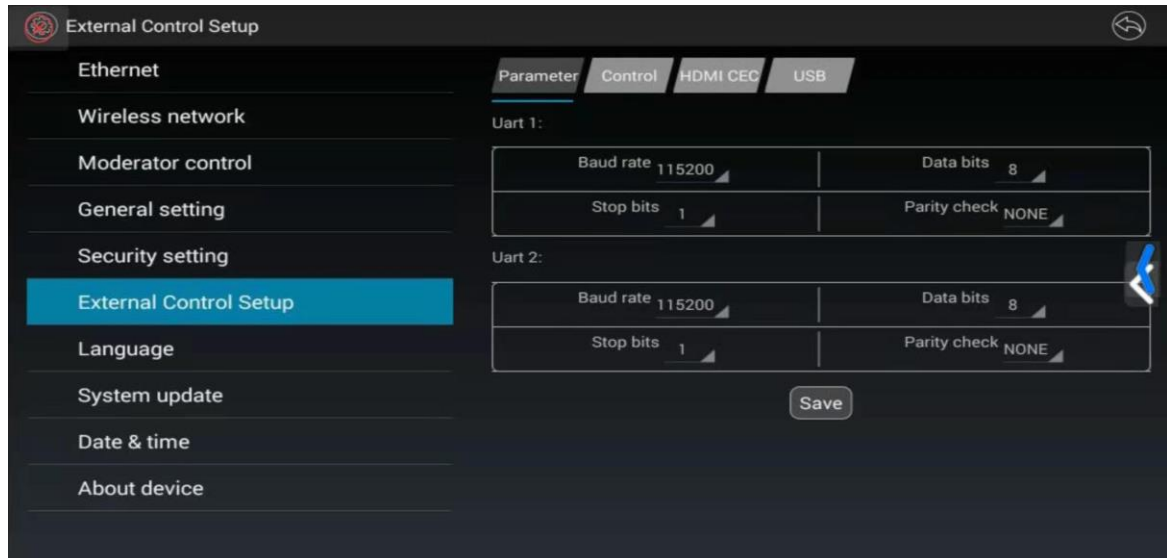 External Control Setup
Ethernet
Wireless network
Moderator control
General setting
Security setting
External Control Setup
Language
System update
Date & time
About device
Parameter Control HDMI CEC USB
Uart 1:
Baud rate 115200 Data bits 8
Stop bits 1 Parity check NONE
Uart 2:
Baud rate 115200 Data bits 8
Stop bits 1 Parity check NONE
Save